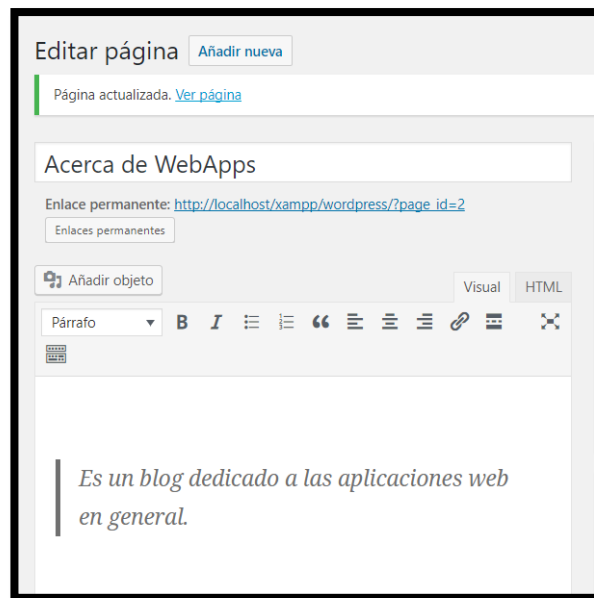 Editar página Añadir nueva
Página actualizada. Ver página
Acerca de WebApps
Enlace permanente: http://localhost/xampp/wordpress/?page_id=2
Enlaces permanentes
Añadir objeto
Visual HTML
Párrafo B I
Es un blog dedicado a las aplicaciones web
en general.